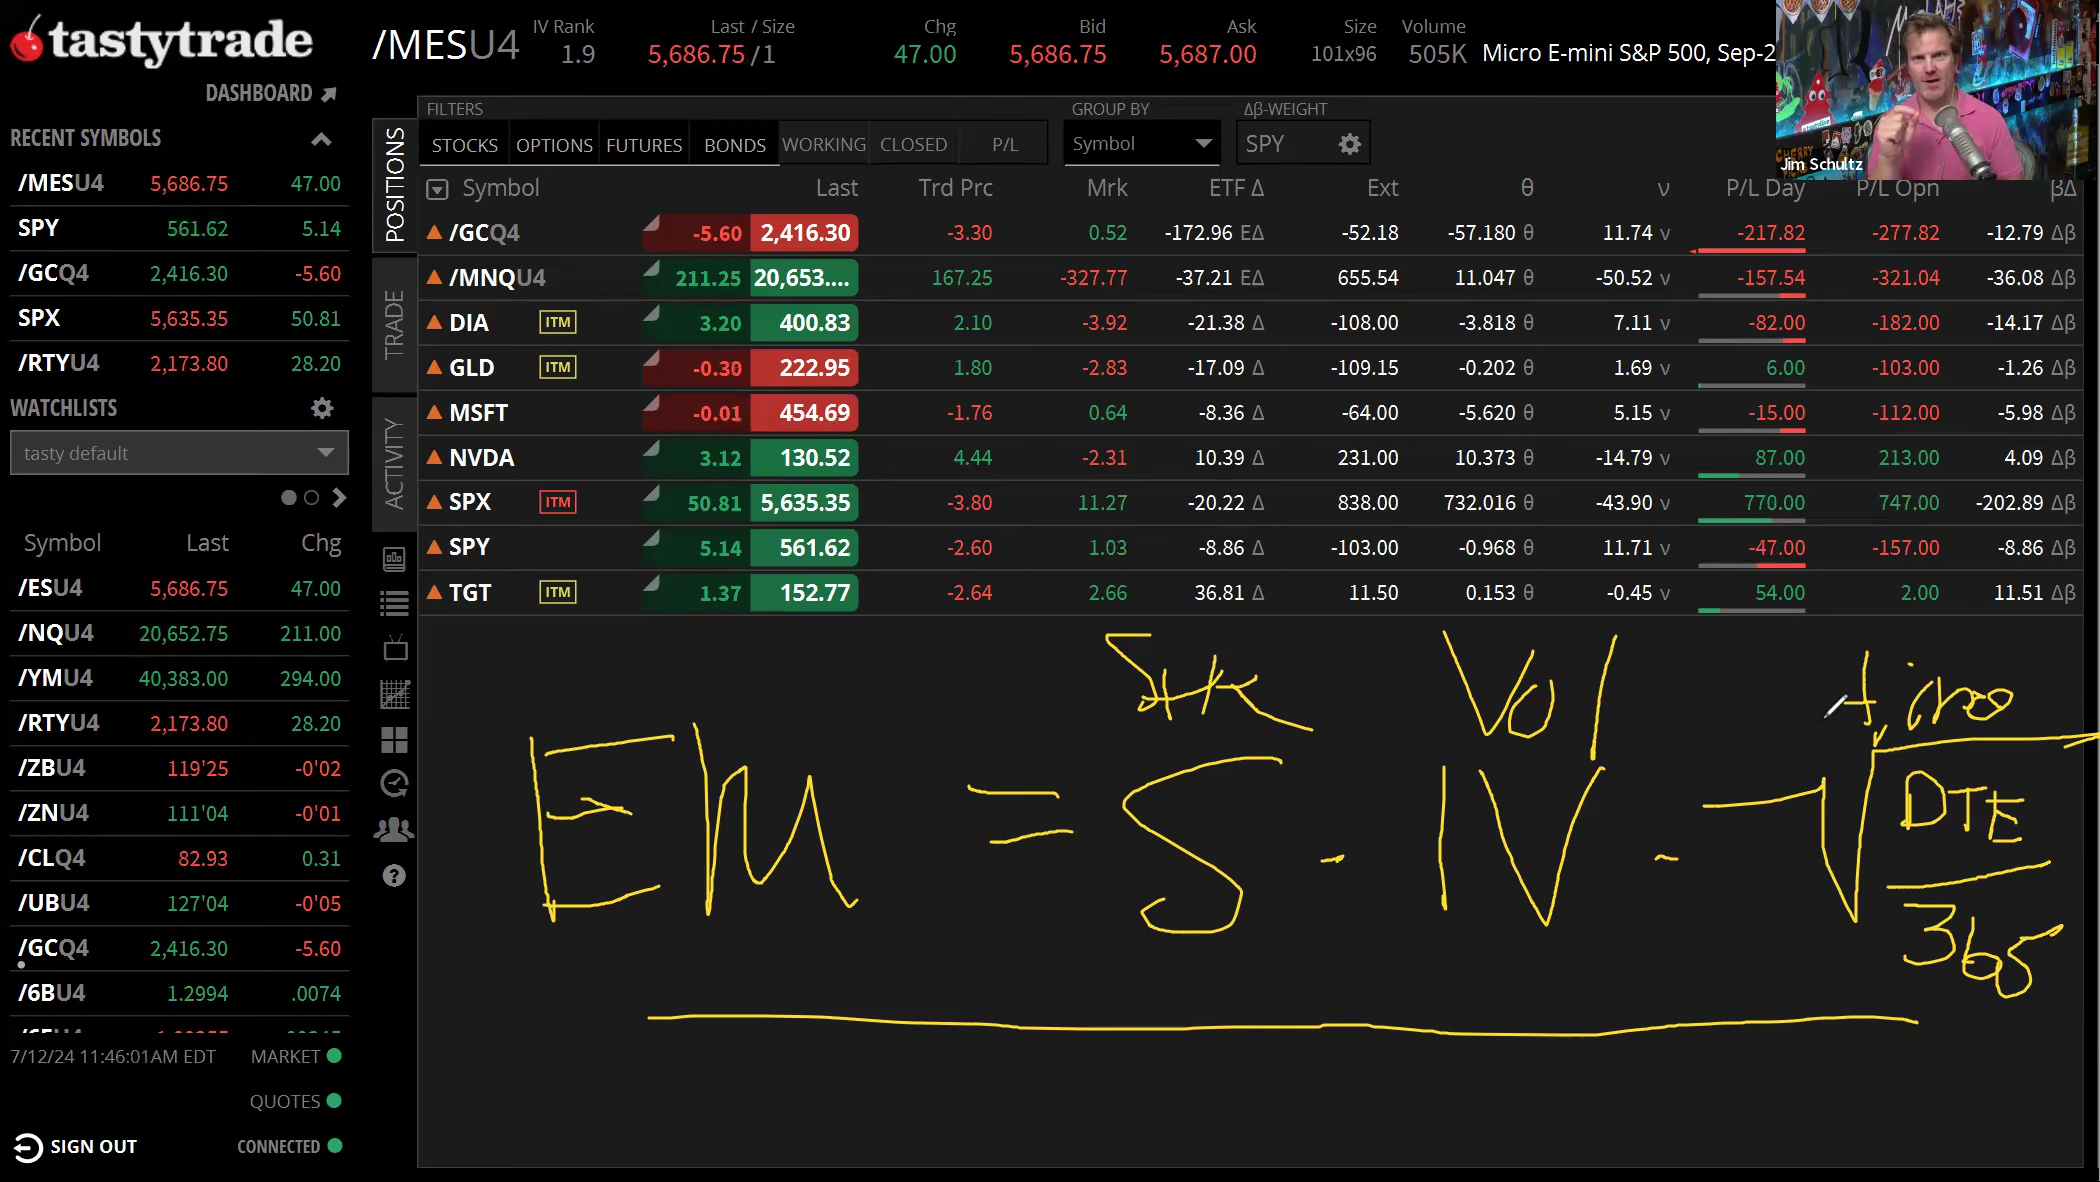 tastytrade
DASHBOARD
RECENT SYMBOLS
/MESU4 5,686.75 47.00
SPY 561.62 5.14
/GCQ4 2,416.30 -5.60
SPX 5,635.35 50.81
/RTYU4 2,173.80 28.20
WATCHLISTS
tasty default
Symbol Last Chg
/ESU4 5,686.75 47.00
/NQU4 20,652.75 211.00
/YMU4 40,383.00 294.00
/RTYU4 2,173.80 28.20
/ZBU4 119'25 -0'02
/ZNU4 111'04 -0'01
/CLQ4 82.93 0.31
/UBU4 127'04 -0'05
/GCQ4 2,416.30 -5.60
/6BU4 1.2994 .0074
7/12/24 11:46:01AM EDT MARKET
QUOTES
SIGN OUT CONNECTED
/MESU4
IV Rank Last / Size Chg Bid Ask Size Volume
1.9 5,686.75 /1 47.00 5,686.75 5,687.00 101x96 505K Micro E-mini S&P 500, Sep-2
Jim Schultz
POSITIONS
TRADE
ACTIVITY
FILTERS GROUP BY Δβ-WEIGHT
STOCKS OPTIONS FUTURES BONDS WORKING CLOSED P/L Symbol SPY
Symbol Last Trd Prc Mrk ETF Δ Ext θ ν P/L Day P/L Opn βΔ
/GCQ4 -5.60 2,416.30 -3.30 0.52 -172.96 EΔ -52.18 -57.180 θ 11.74 ν -217.82 -277.82 -12.79 Δβ
/MNQU4 211.25 20,653.... 167.25 -327.77 -37.21 EΔ 655.54 11.047 θ -50.52 ν -157.54 -321.04 -36.08 Δβ
DIA ITM 3.20 400.83 2.10 -3.92 -21.38 Δ -108.00 -3.818 θ 7.11 ν -82.00 -182.00 -14.17 Δβ
GLD ITM -0.30 222.95 1.80 -2.83 -17.09 Δ -109.15 -0.202 θ 1.69 ν 6.00 -103.00 -1.26 Δβ
MSFT -0.01 454.69 -1.76 0.64 -8.36 Δ -64.00 -5.620 θ 5.15 ν -15.00 -112.00 -5.98 Δβ
NVDA 3.12 130.52 4.44 -2.31 10.39 Δ 231.00 10.373 θ -14.79 ν 87.00 213.00 4.09 Δβ
SPX ITM 50.81 5,635.35 -3.80 11.27 -20.22 Δ 838.00 732.016 θ -43.90 ν 770.00 747.00 -202.89 Δβ
SPY 5.14 561.62 -2.60 1.03 -8.86 Δ -103.00 -0.968 θ 11.71 ν -47.00 -157.00 -8.86 Δβ
TGT ITM 1.37 152.77 -2.64 2.66 36.81 Δ 11.50 0.153 θ -0.45 ν 54.00 2.00 11.51 Δβ
Vol
EM = S · IV · √ DTE
365